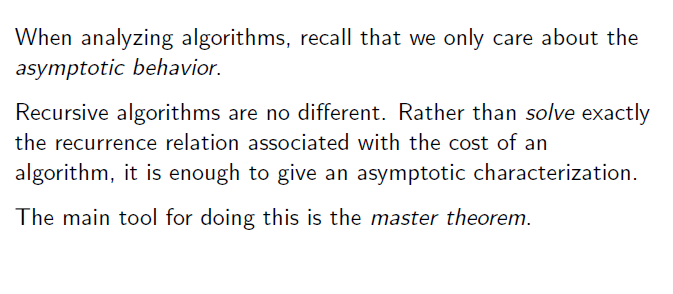 When analyzing algorithms, recall that we only care about the
asymptotic behavior.
Recursive algorithms are no different. Rather than solve exactly
the recurrence relation associated with the cost of an
algorithm, it is enough to give an asymptotic characterization.
The main tool for doing this is the master theorem.